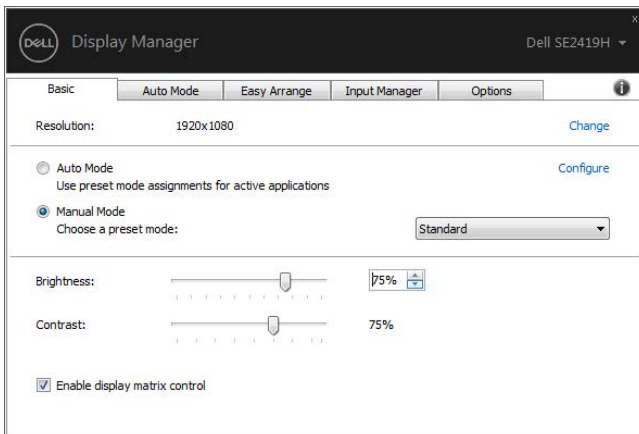 DELL Display Manager Dell SE2419H
x
Basic Auto Mode Easy Arrange Input Manager Options i
Resolution: 1920x1080 Change
Auto Mode Configure
Use preset mode assignments for active applications
Manual Mode
Choose a preset mode: Standard
Brightness: 75%
Contrast: 75%
Enable display matrix control